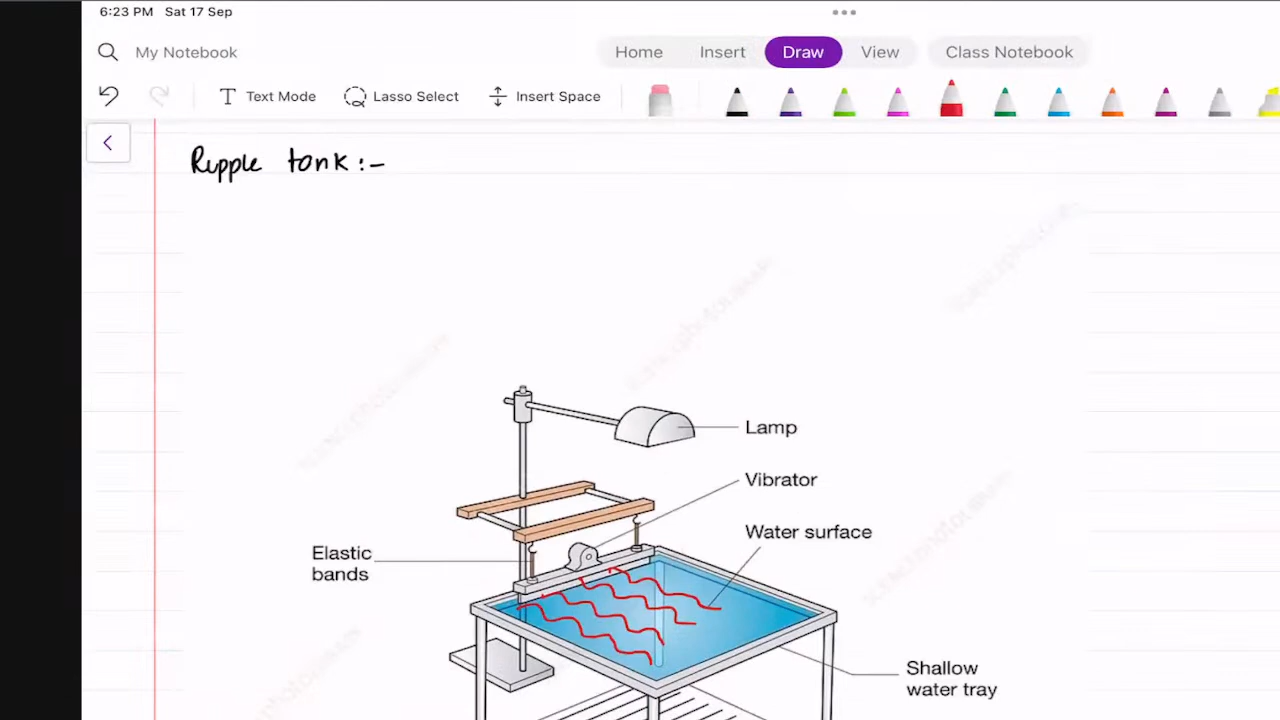 6:23 PM Sat 17 Sep
My Notebook
Home Insert Draw View Class Notebook
Text Mode Lasso Select Insert Space
Ripple tank:-
Lamp
Vibrator
Water surface
Elastic
bands
Shallow
water tray